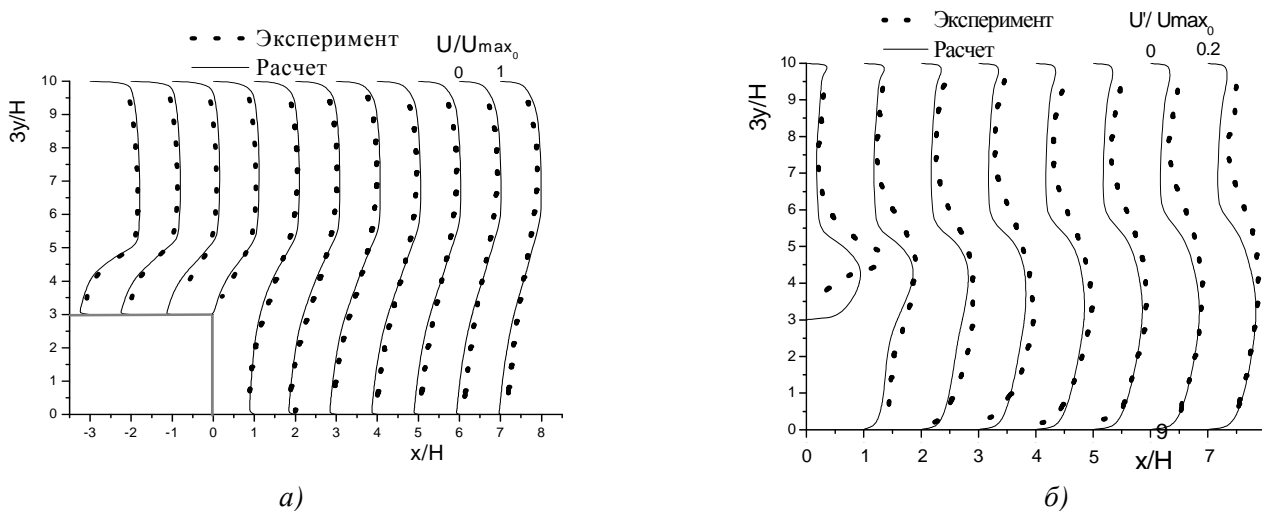 Эксперимент
Расчет
U/Umax₀
0 1
3y/H
10
9
8
7
6
5
4
3
2
1
0
-3 -2 -1 0 1 2 3 4 5 6 7 8
x/H
а)
Эксперимент
Расчет
U'/ Umax₀
0 0.2
3y/H
10
9
8
7
6
5
4
3
2
1
0
9
0 1 2 3 4 5 7
x/H
б)